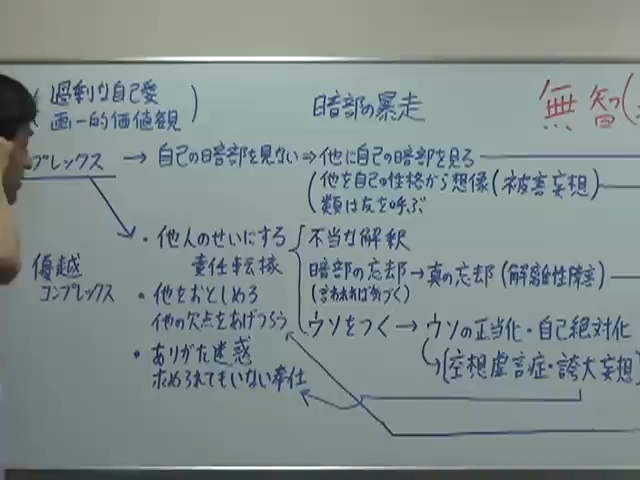 過剰な自己愛
画一的価値観
暗部の暴走
無智(
プレックス → 自己の暗部を見ない⇒他に自己の暗部を見る
(他を自己の性格から想像(被害妄想)
類は友を呼ぶ
・他人のせいにする
責任転嫁
不当な解釈
暗部の忘却→真の忘却(解離性障害)
(言われれば気づく)
優越
コンプレックス
・他をおとしめる
他の欠点をあげつらう
ウソをつく→ウソの正当化・自己絶対化
(空想虚言症・誇大妄想)
・ありがた迷惑
求められてもいない奉仕